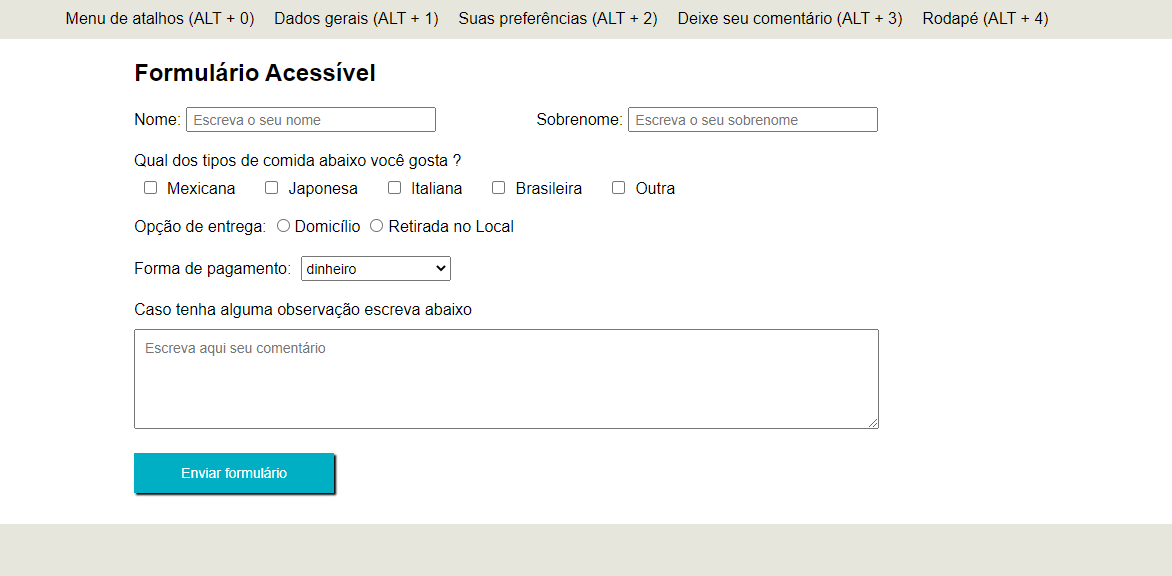 Menu de atalhos (ALT + 0) Dados gerais (ALT + 1) Suas preferências (ALT + 2) Deixe seu comentário (ALT + 3) Rodapé (ALT + 4)
Formulário Acessível
Nome: Escreva o seu nome Sobrenome: Escreva o seu sobrenome
Qual dos tipos de comida abaixo você gosta ?
Mexicana Japonesa Italiana Brasileira Outra
Opção de entrega: Domicílio Retirada no Local
Forma de pagamento: dinheiro
Caso tenha alguma observação escreva abaixo
Escreva aqui seu comentário
Enviar formulário